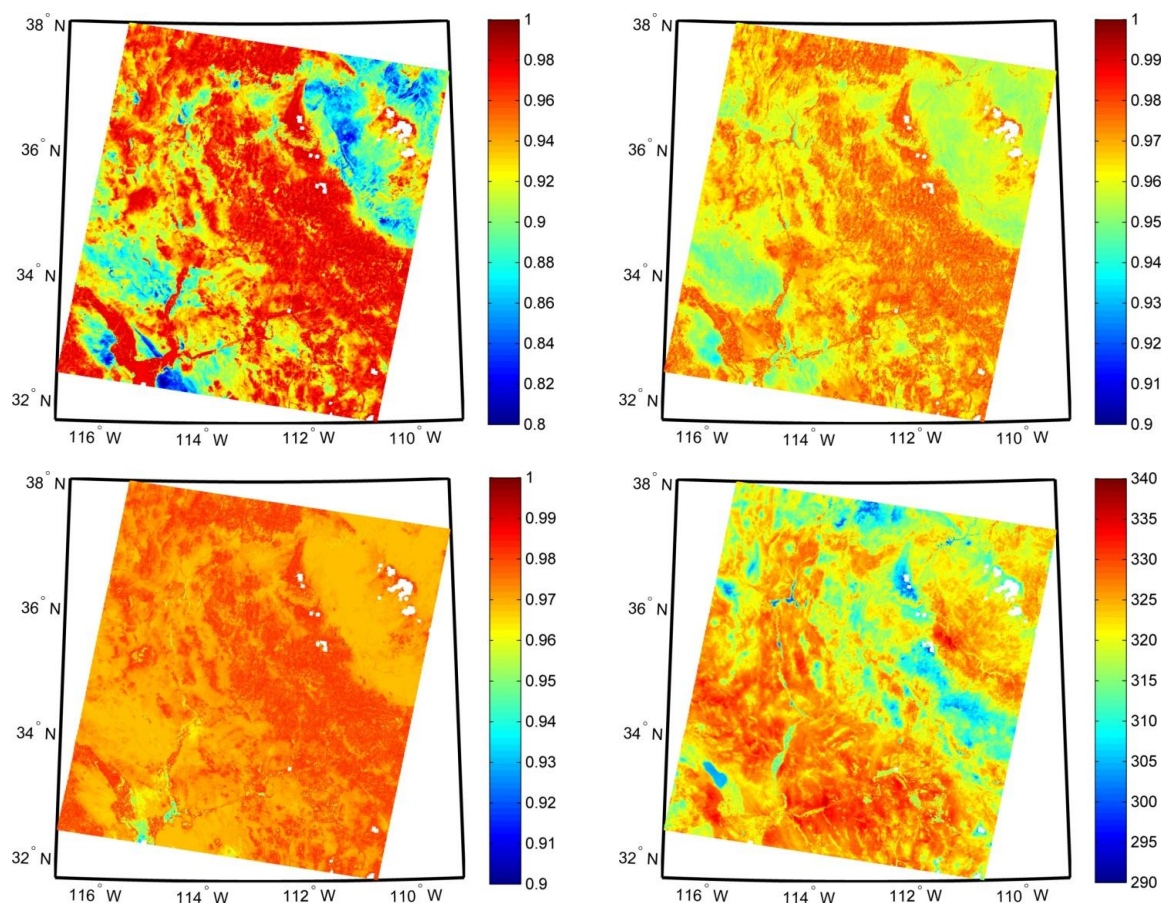 38° N
36° N
34° N
32° N
116° W
114° W
112° W
110° W
1
0.98
0.96
0.94
0.92
0.9
0.88
0.86
0.84
0.82
0.8
38° N
36° N
34° N
32° N
116° W
114° W
112° W
110° W
1
0.99
0.98
0.97
0.96
0.95
0.94
0.93
0.92
0.91
0.9
38° N
36° N
34° N
32° N
116° W
114° W
112° W
110° W
1
0.99
0.98
0.97
0.96
0.95
0.94
0.93
0.92
0.91
0.9
38° N
36° N
34° N
32° N
116° W
114° W
112° W
110° W
340
335
330
325
320
315
310
305
300
295
290